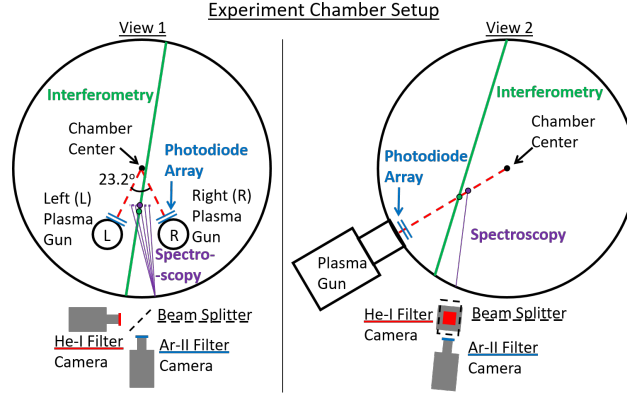 Experiment Chamber Setup
View 1
Interferometry
Chamber
Center
Photodiode
Array
23.2°
Left (L)
Plasma
Gun
Right (R)
Plasma
Gun
L
R
Spectro-
-scopy
Beam Splitter
He-I Filter
Camera
Ar-II Filter
Camera
View 2
Interferometry
Chamber
Center
Photodiode
Array
Spectroscopy
Plasma
Gun
Beam Splitter
He-I Filter
Camera
Ar-II Filter
Camera